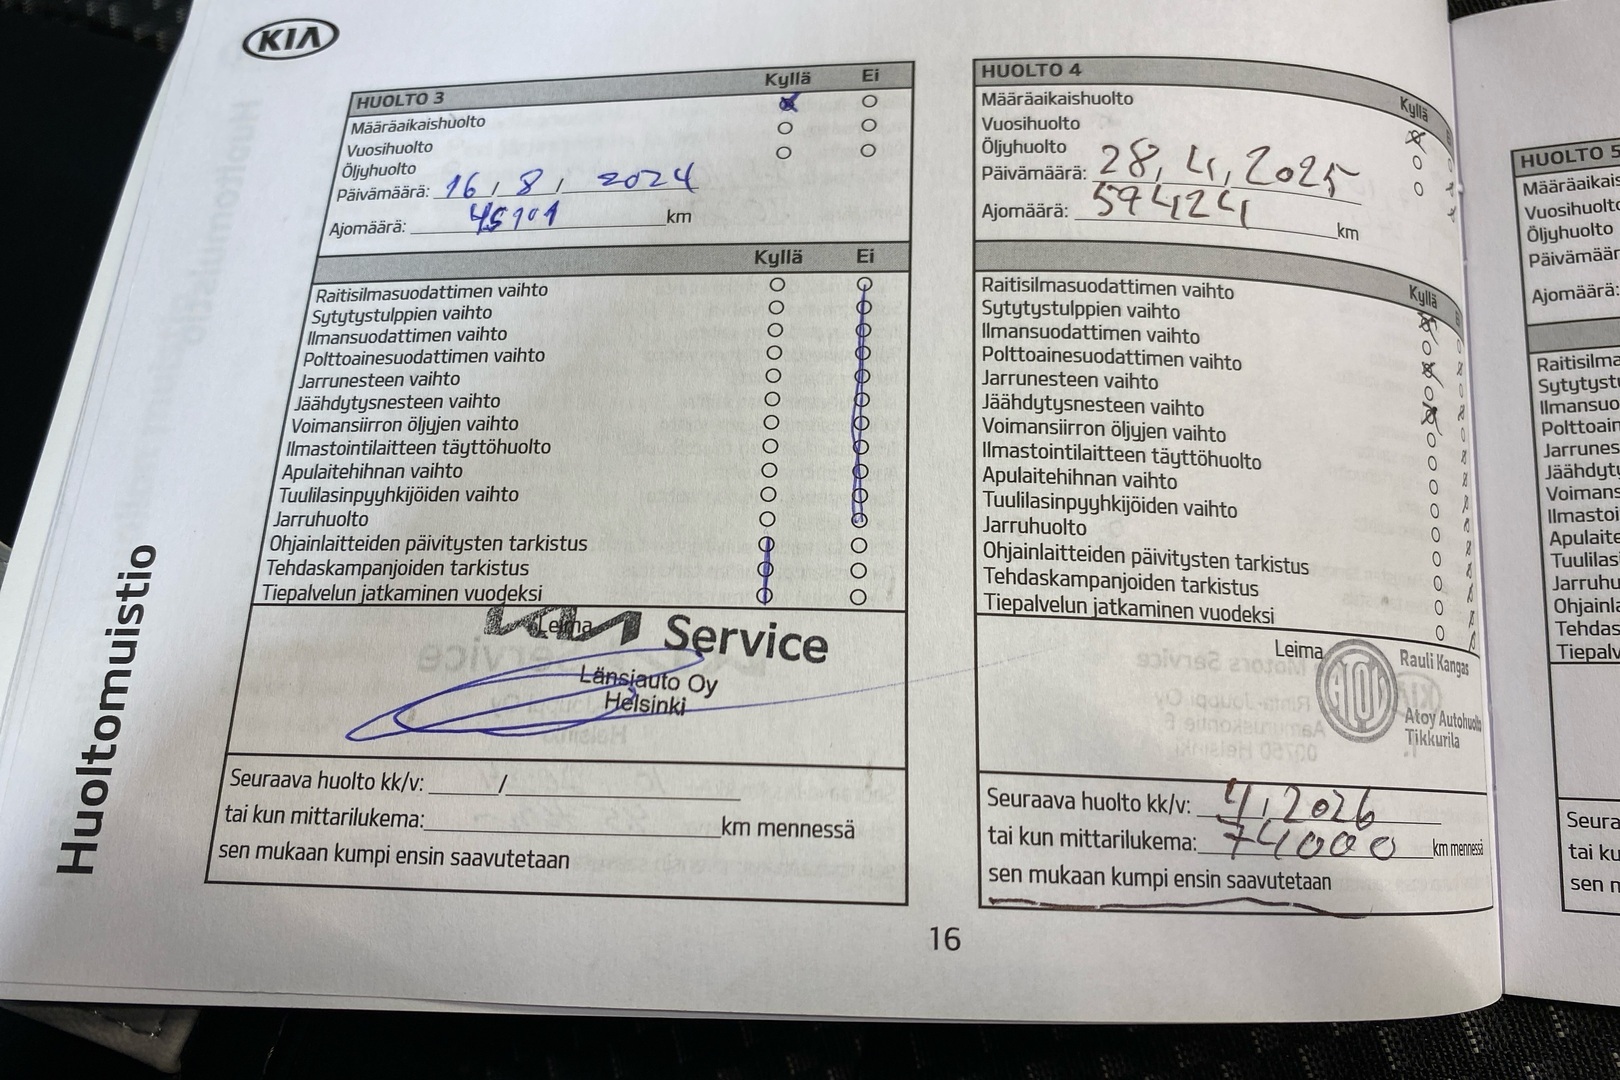 KIA
Huoltomuistio
HUOLTO 3 Kyllä Ei
Määräaikaishuolto
Vuosihuolto
Öljyhuolto
Päivämäärä: 16 / 8 / 2024
Ajomäärä: km
Kyllä Ei
Raitisilmasuodattimen vaihto
Sytytystulppien vaihto
Ilmansuodattimen vaihto
Polttoainesuodattimen vaihto
Jarrunesteen vaihto
Jäähdytysnesteen vaihto
Voimansiirron öljyjen vaihto
Ilmastointilaitteen täyttöhuolto
Apulaitehihnan vaihto
Tuulilasinpyyhkijöiden vaihto
Jarruhuolto
Ohjainlaitteiden päivitysten tarkistus
Tehdaskampanjoiden tarkistus
Tiepalvelun jatkaminen vuodeksi
Leima
KIA Service
Länsiauto Oy
Helsinki
Seuraava huolto kk/v: /
tai kun mittarilukema: km mennessä
sen mukaan kumpi ensin saavutetaan
HUOLTO 4 Kyllä
Määräaikaishuolto
Vuosihuolto
Öljyhuolto
Päivämäärä: 28, 4, 2025
Ajomäärä: 59424 km
Kyllä
Raitisilmasuodattimen vaihto
Sytytystulppien vaihto
Ilmansuodattimen vaihto
Polttoainesuodattimen vaihto
Jarrunesteen vaihto
Jäähdytysnesteen vaihto
Voimansiirron öljyjen vaihto
Ilmastointilaitteen täyttöhuolto
Apulaitehihnan vaihto
Tuulilasinpyyhkijöiden vaihto
Jarruhuolto
Ohjainlaitteiden päivitysten tarkistus
Tehdaskampanjoiden tarkistus
Tiepalvelun jatkaminen vuodeksi
Leima
ATOY
Rauli Kangas
Atoy Autohuolto
Tikkurila
Seuraava huolto kk/v: 4, 2026
tai kun mittarilukema: 74000 km mennessä
sen mukaan kumpi ensin saavutetaan
16
HUOLTO 5
Määräaikais
Vuosihuolto
Öljyhuolto
Päivämäär
Ajomäärä:
Raitisilma
Sytytystu
Ilmansuo
Polttoain
Jarrunes
Jäähdyty
Voimans
Ilmastoi
Apulaite
Tuulilas
Jarruhu
Ohjainla
Tehdas
Tiepalv
Seura
tai ku
sen m